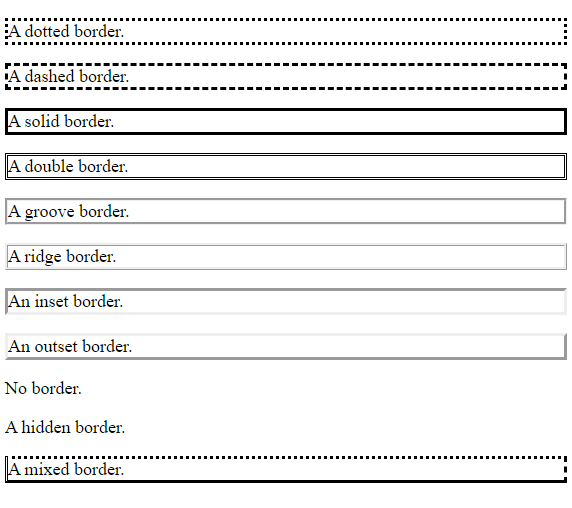 A dotted border.
A dashed border.
A solid border.
A double border.
A groove border.
A ridge border.
An inset border.
An outset border.
No border.
A hidden border.
A mixed border.